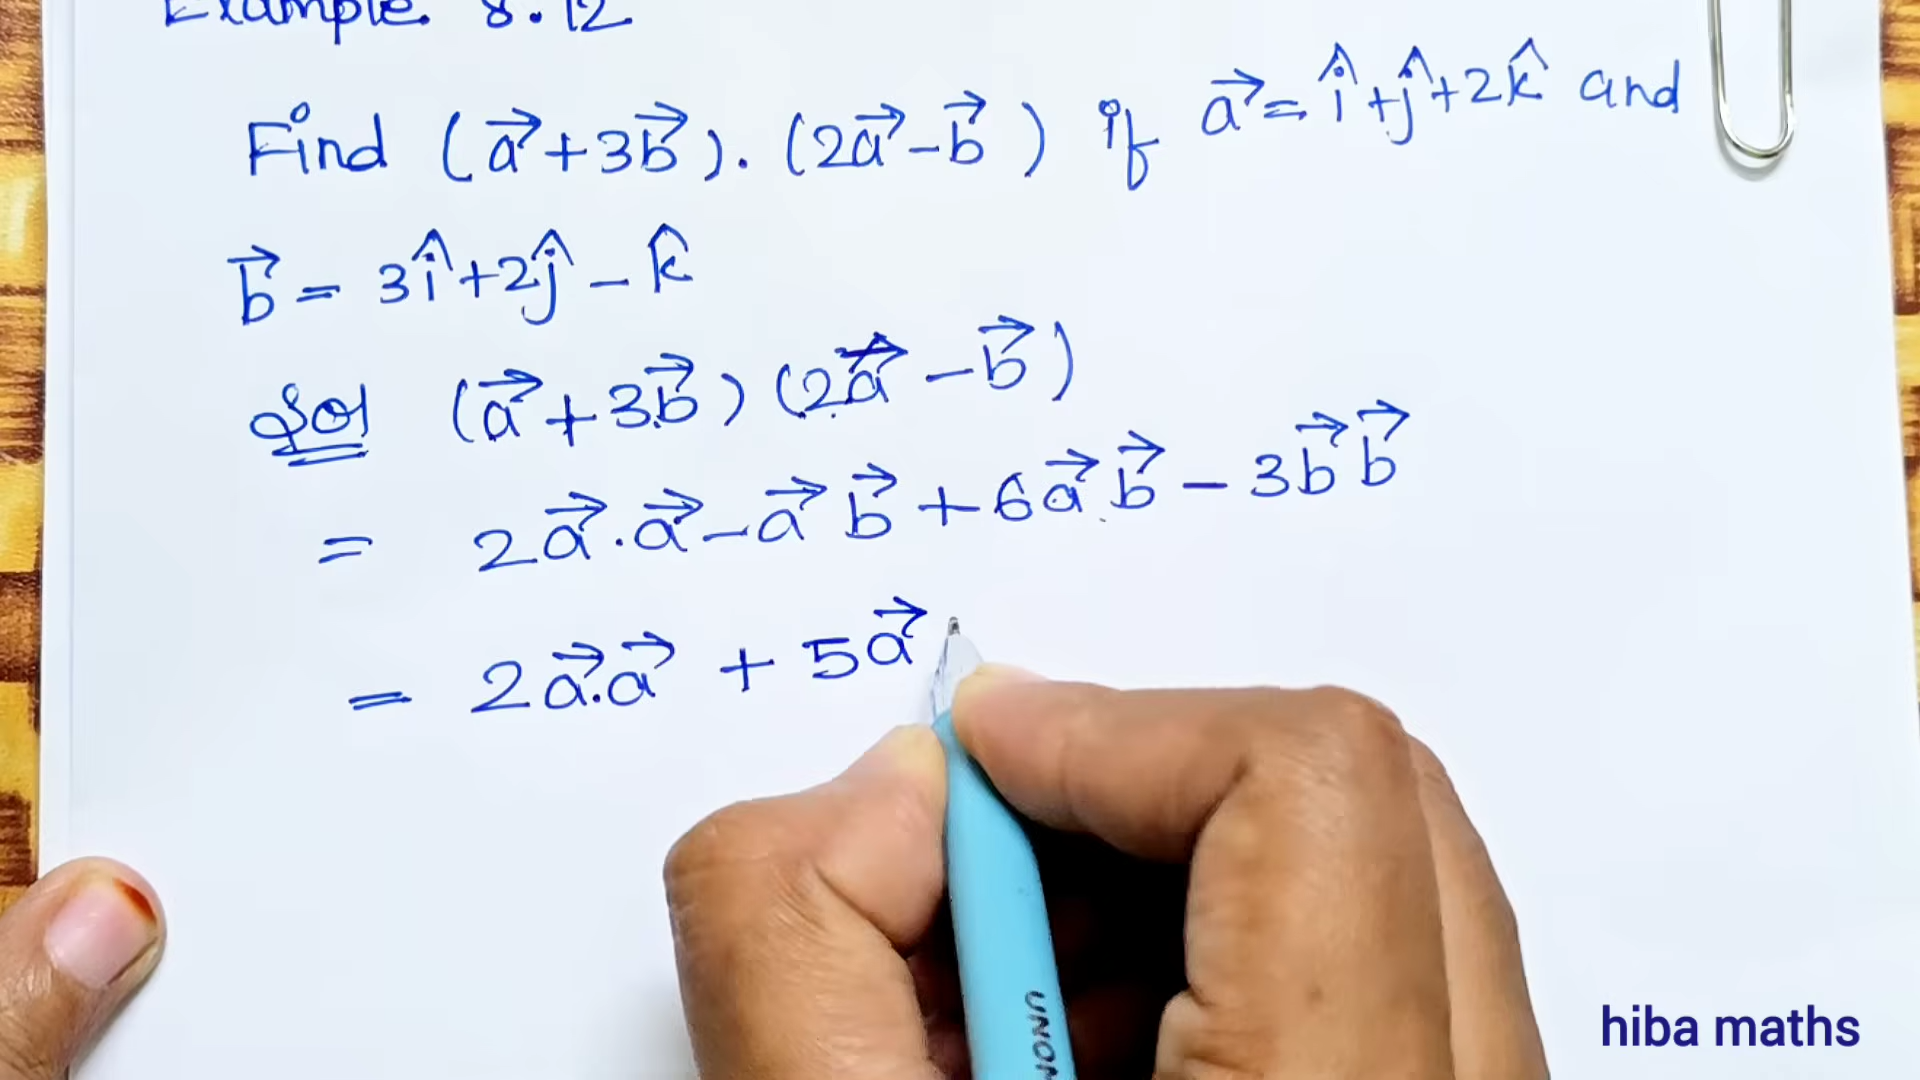 Example 8.12
Find (a⃗ + 3b⃗). (2a⃗ - b⃗) if a⃗ = î + ĵ + 2k̂ and
b⃗ = 3î + 2ĵ - k̂
Sol (a⃗ + 3b⃗) (2a⃗ - b⃗)
= 2a⃗.a⃗ - a⃗ b⃗ + 6a⃗.b⃗ - 3b⃗ b⃗
= 2a⃗.a⃗ + 5a⃗
UNOM
hiba maths